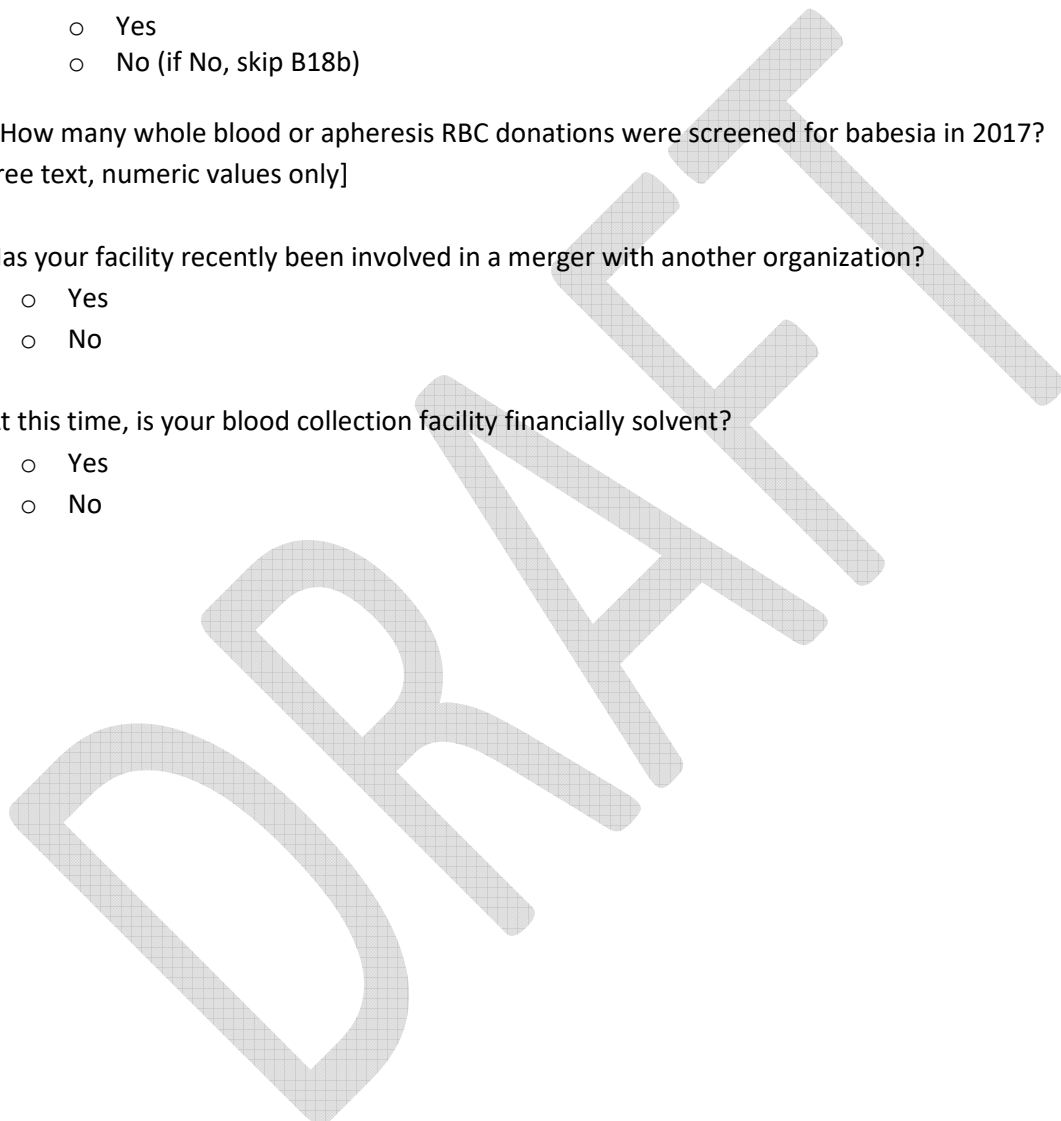 ○ Yes
○ No (if No, skip B18b)
How many whole blood or apheresis RBC donations were screened for babesia in 2017?
ree text, numeric values only]
as your facility recently been involved in a merger with another organization?
○ Yes
○ No
t this time, is your blood collection facility financially solvent?
○ Yes
○ No
DRAFT